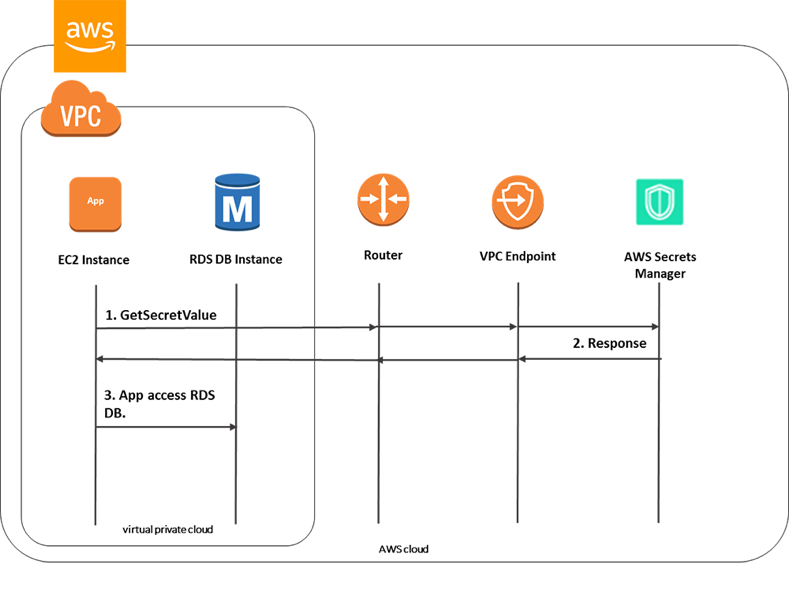 aws
VPC
App
M
EC2 Instance
RDS DB Instance
Router
VPC Endpoint
AWS Secrets
Manager
1. GetSecretValue
2. Response
3. App access RDS
DB.
virtual private cloud
AWS cloud